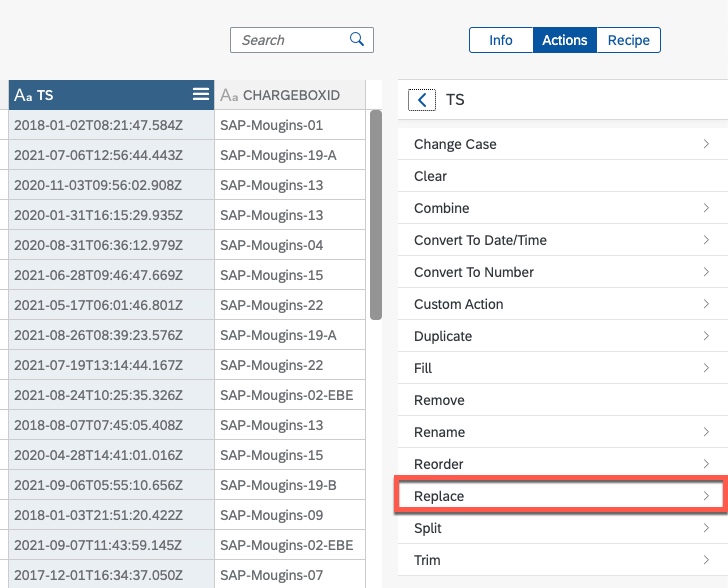 Search
Info Actions Recipe
Aa TS
Aa CHARGEBOXID
2018-01-02T08:21:47.584Z SAP-Mougins-01
2021-07-06T12:56:44.443Z SAP-Mougins-19-A
2020-11-03T09:56:02.908Z SAP-Mougins-13
2020-01-31T16:15:29.935Z SAP-Mougins-13
2020-08-31T06:36:12.979Z SAP-Mougins-04
2021-06-28T09:46:47.669Z SAP-Mougins-15
2021-05-17T06:01:46.801Z SAP-Mougins-22
2021-08-26T08:39:23.576Z SAP-Mougins-19-A
2021-07-19T13:14:44.167Z SAP-Mougins-22
2021-08-24T10:25:35.326Z SAP-Mougins-02-EBE
2018-08-07T07:45:05.408Z SAP-Mougins-13
2020-04-28T14:41:01.016Z SAP-Mougins-15
2021-09-06T05:55:10.656Z SAP-Mougins-19-B
2018-01-03T21:51:20.422Z SAP-Mougins-09
2021-09-07T11:43:59.145Z SAP-Mougins-02-EBE
2017-12-01T16:34:37.050Z SAP-Mougins-07
TS
Change Case
Clear
Combine
Convert To Date/Time
Convert To Number
Custom Action
Duplicate
Fill
Remove
Rename
Reorder
Replace
Split
Trim